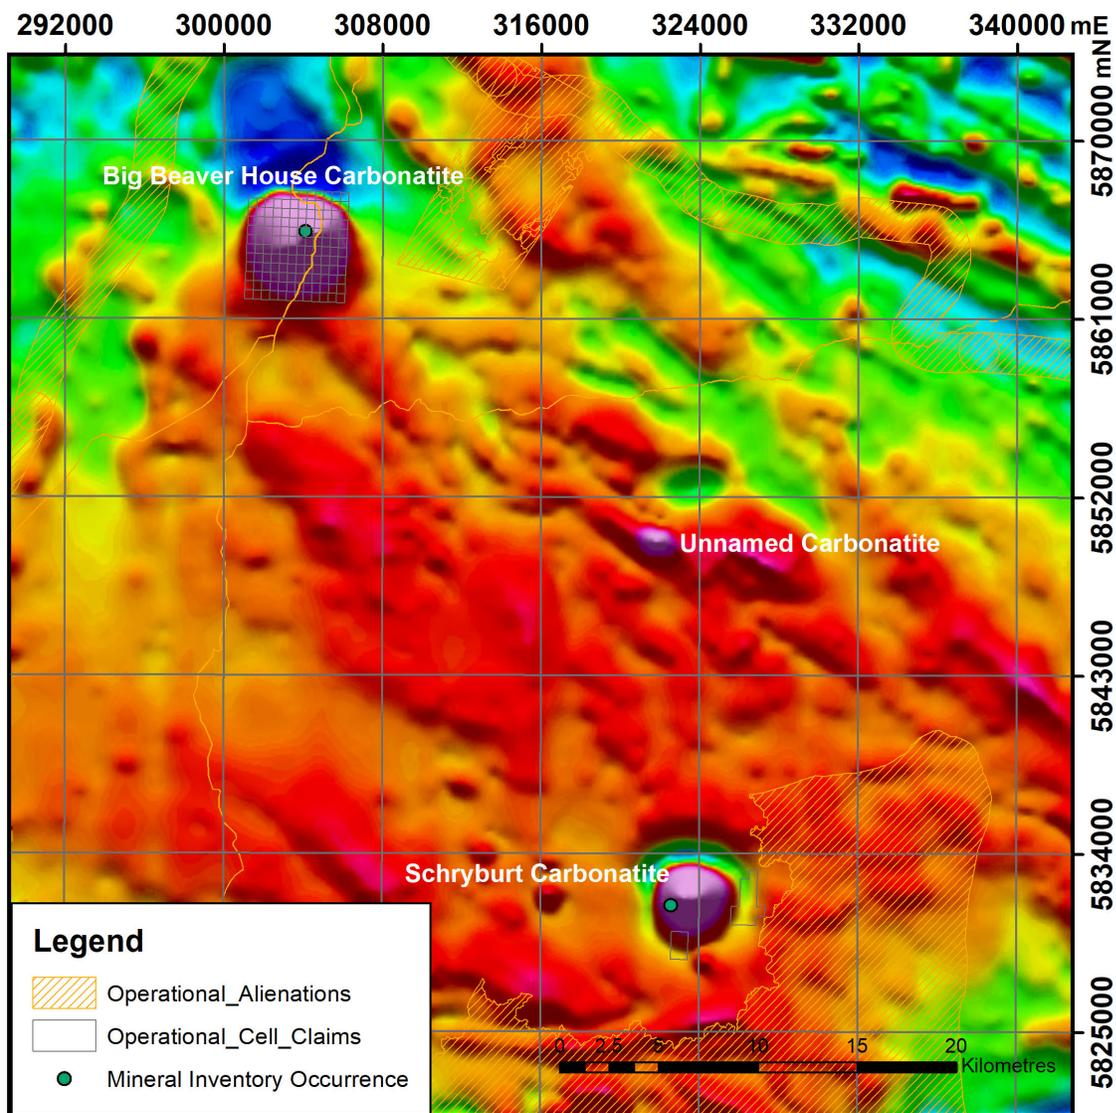 292000 300000 308000 316000 324000 332000 340000 mE
5870000 mN
Big Beaver House Carbonatite
5861000
5852000
Unnamed Carbonatite
5843000
5834000
Schryburt Carbonatite
Legend
Operational_Alienations
5825000
Operational_Cell_Claims
0 2.5 5 10 15 20
Kilometres
Mineral Inventory Occurrence